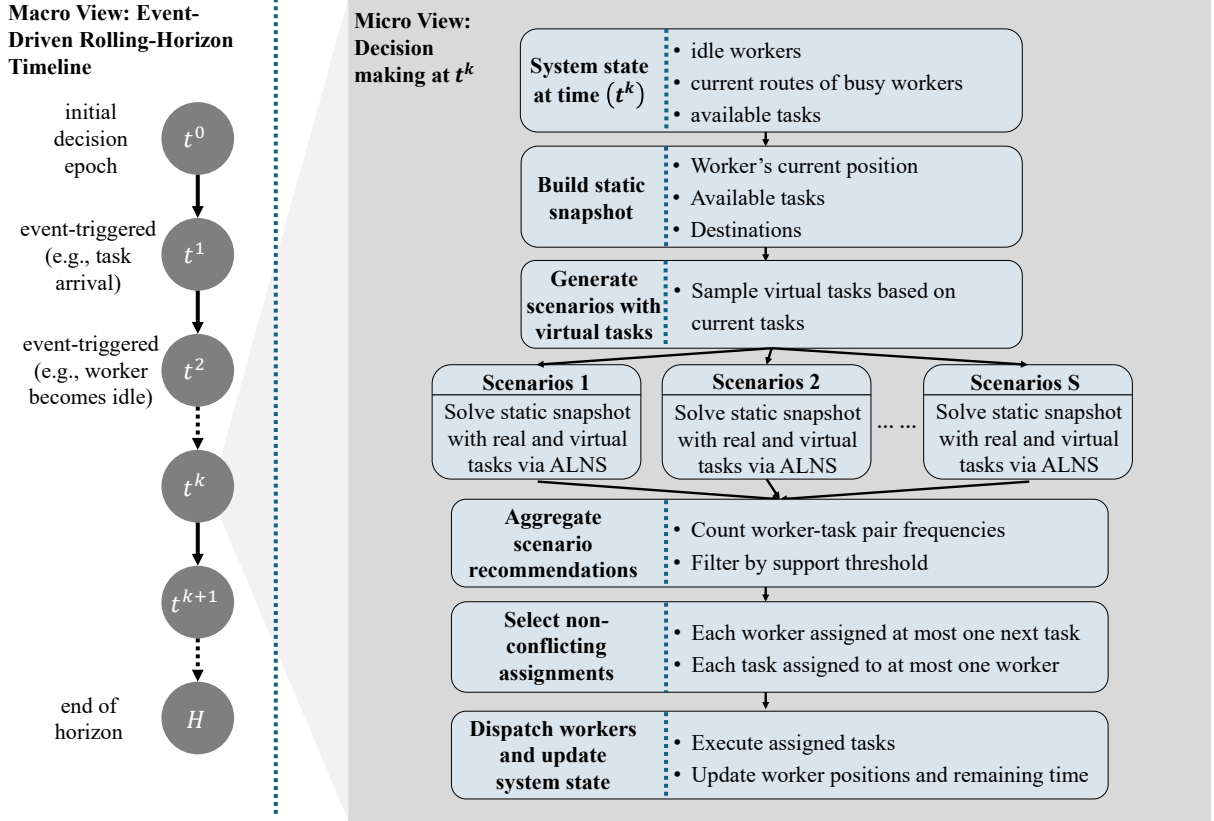 Macro View: Event-
Driven Rolling-Horizon
Timeline
initial
decision
epoch
t^0
event-triggered
(e.g., task
arrival)
t^1
event-triggered
(e.g., worker
becomes idle)
t^2
t^k
t^{k+1}
end of
horizon
H
Micro View:
Decision
making at t^k
System state
at time (t^k)
• idle workers
• current routes of busy workers
• available tasks
Build static
snapshot
• Worker's current position
• Available tasks
• Destinations
Generate
scenarios with
virtual tasks
• Sample virtual tasks based on
current tasks
Scenarios 1
Solve static snapshot
with real and virtual
tasks via ALNS
Scenarios 2
Solve static snapshot
with real and virtual
tasks via ALNS
... ...
Scenarios S
Solve static snapshot
with real and virtual
tasks via ALNS
Aggregate
scenario
recommendations
• Count worker-task pair frequencies
• Filter by support threshold
Select non-
conflicting
assignments
• Each worker assigned at most one next task
• Each task assigned to at most one worker
Dispatch workers
and update
system state
• Execute assigned tasks
• Update worker positions and remaining time